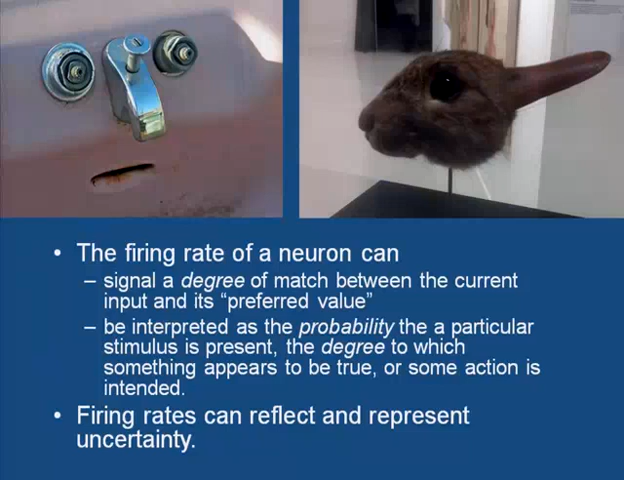 • The firing rate of a neuron can
– signal a degree of match between the current
input and its “preferred value”
– be interpreted as the probability the a particular
stimulus is present, the degree to which
something appears to be true, or some action is
intended.
• Firing rates can reflect and represent
uncertainty.